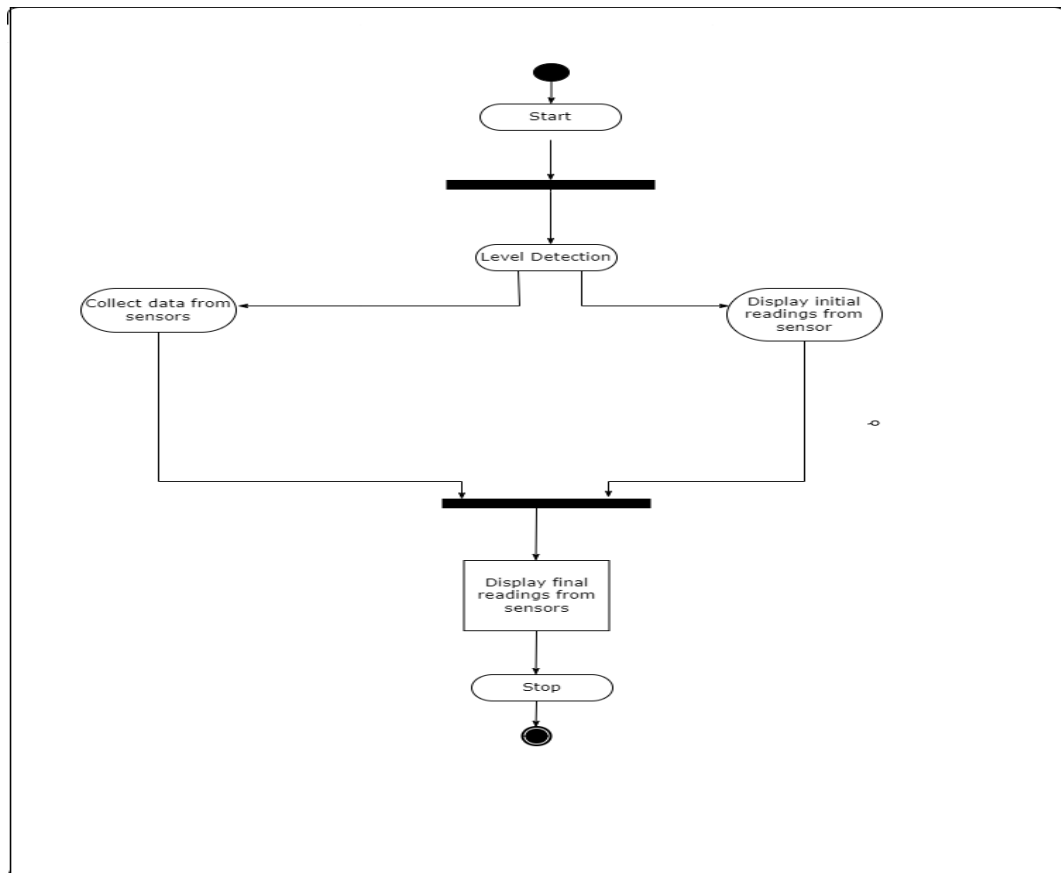 Start
Level Detection
Collect data from
sensors
Display initial
readings from
sensor
Display final
readings from
sensors
Stop